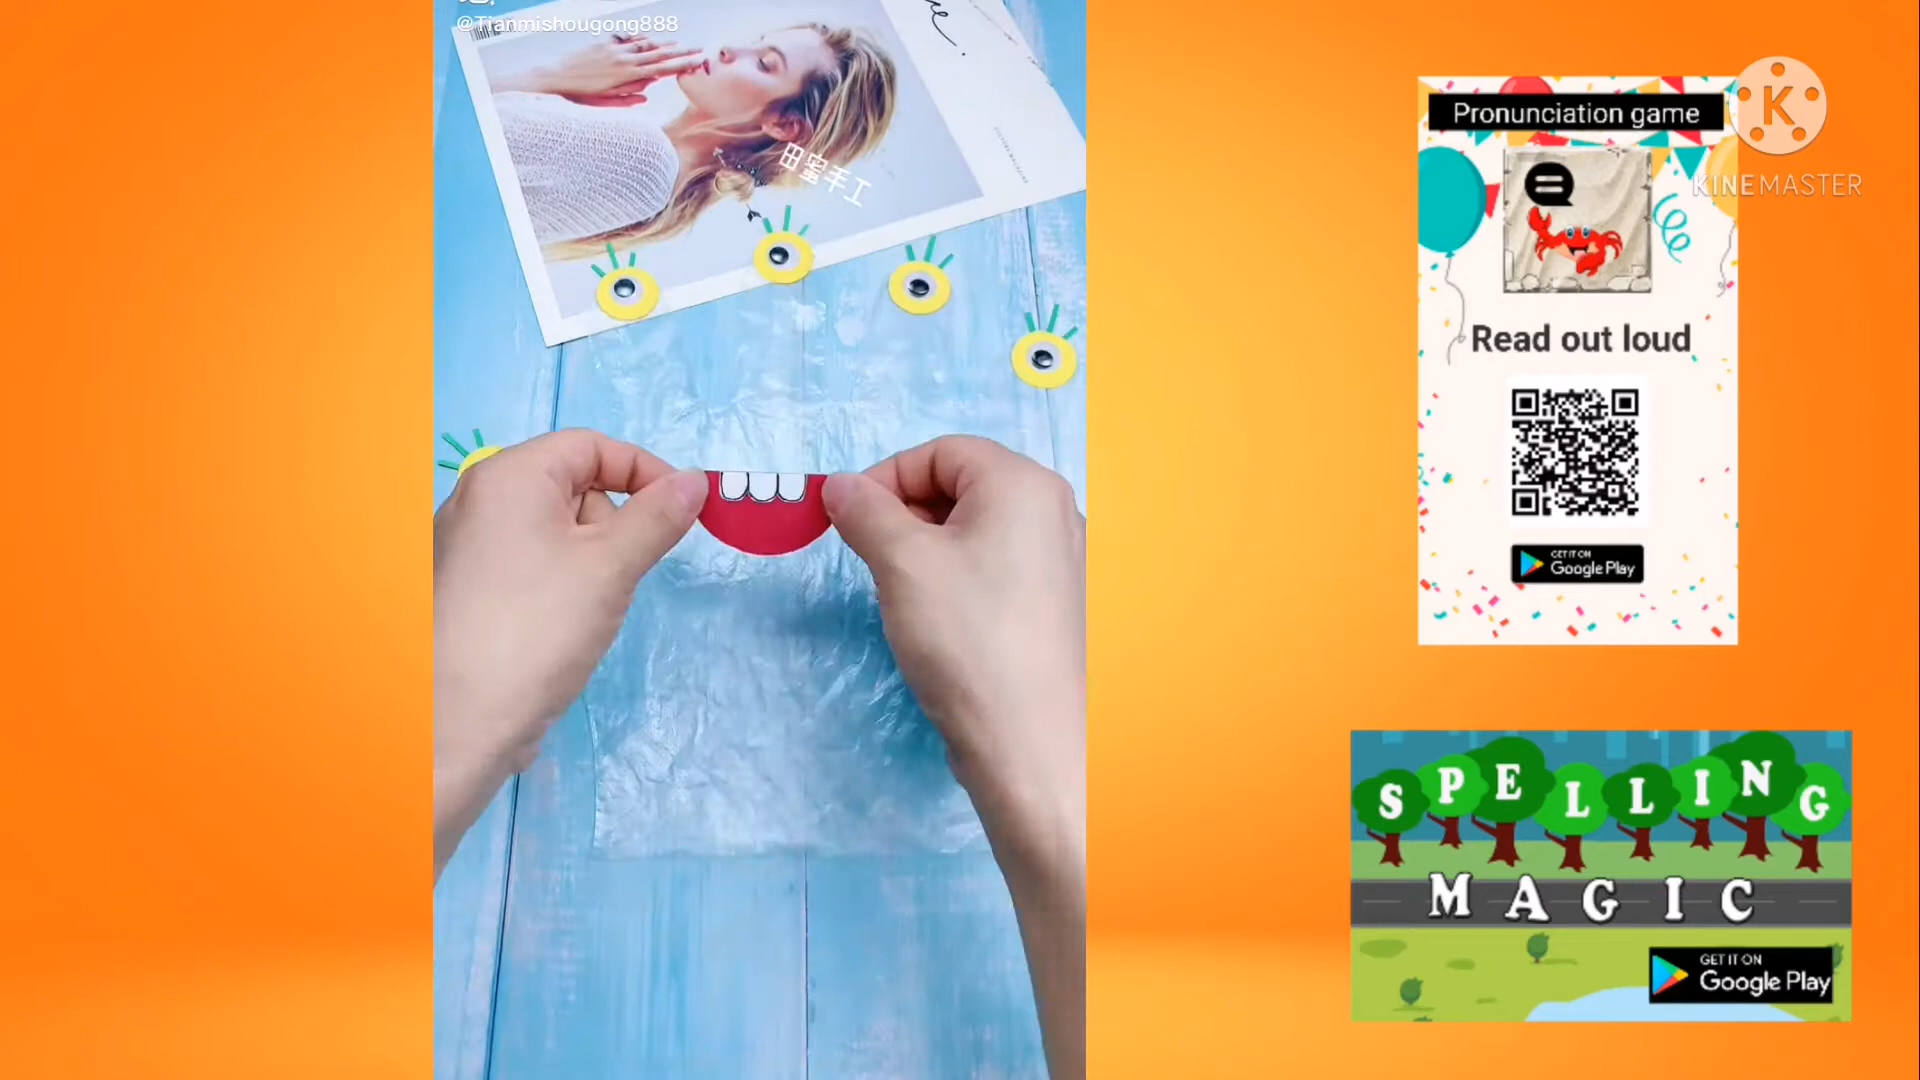 @Tianmishougong888
田蜜手工
Pronunciation game
K
KINEMASTER
Read out loud
GET IT ON
Google Play
SPELLING
MAGIC
GET IT ON
Google Play